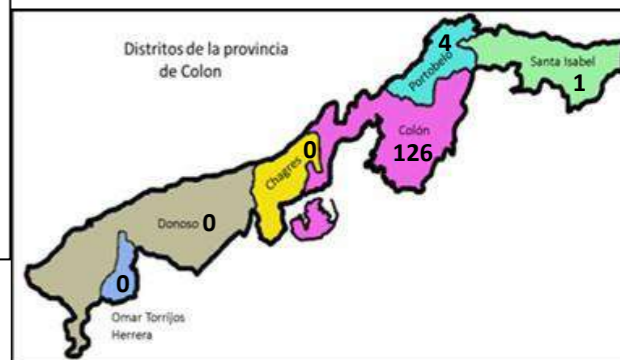 Distritos de la provincia
de Colon
4
Portobelo
Santa Isabel
1
Colón
126
0
Chagres
Donoso 0
0
Omar Torrijos
Herrera